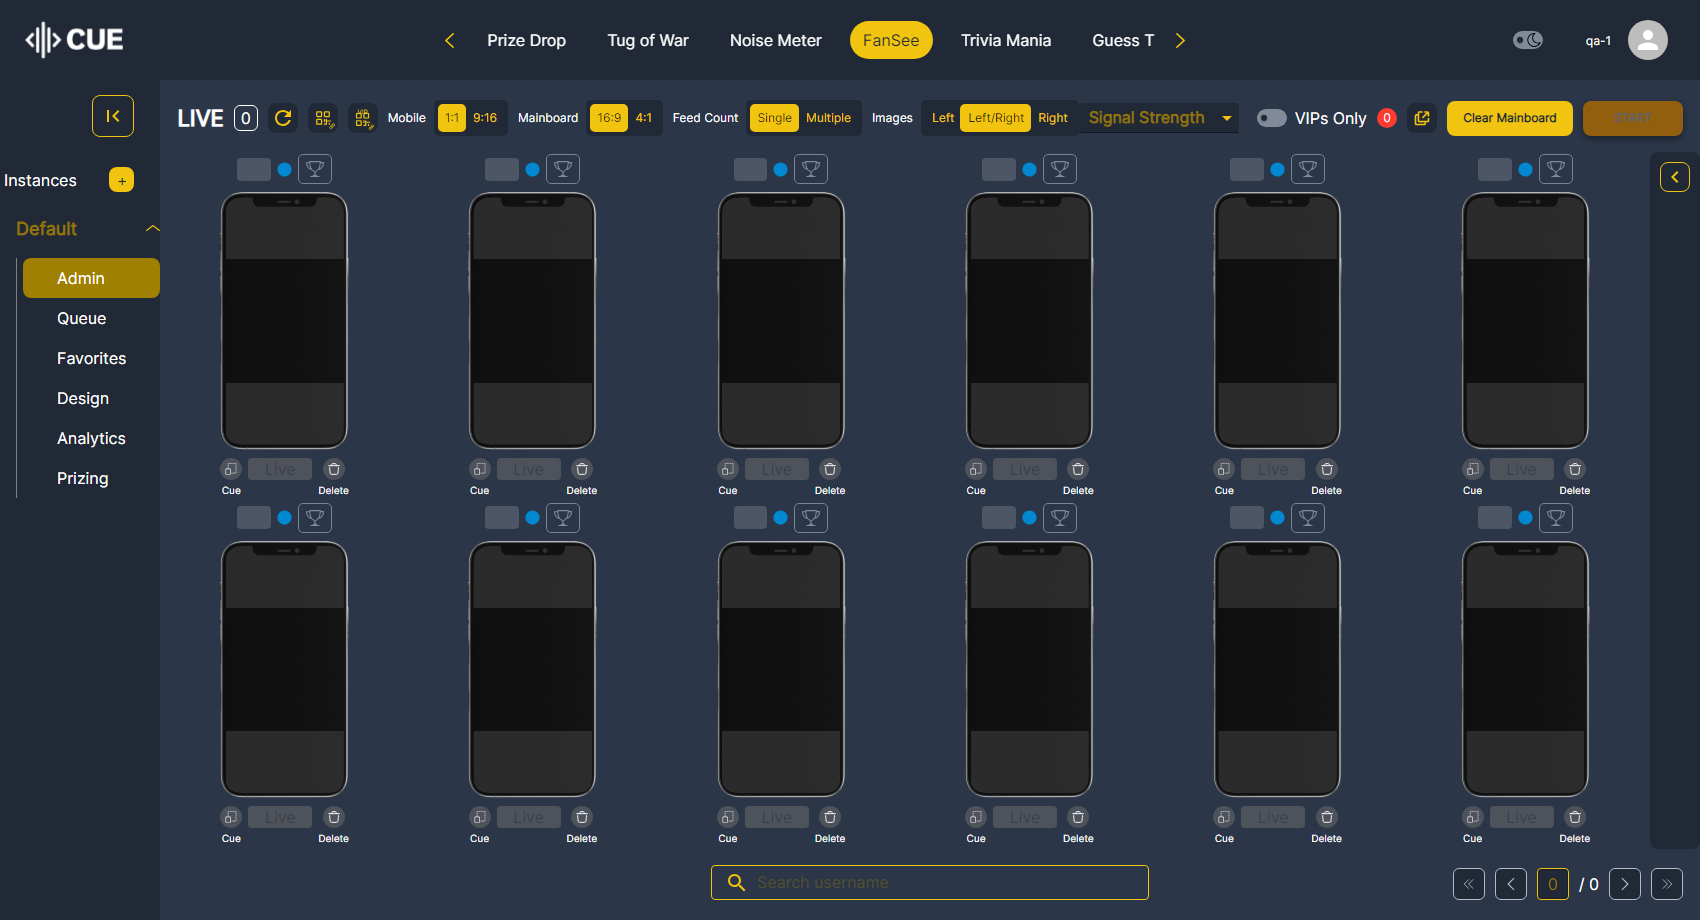 CUE
Prize Drop Tug of War Noise Meter FanSee Trivia Mania Guess T
qa-1
LIVE 0 Mobile 1:1 9:16 Mainboard 16:9 4:1 Feed Count Single Multiple Images Left Left/Right Right Signal Strength VIPs Only 0 Clear Mainboard START
Instances +
Default
Admin
Queue
Favorites
Design
Analytics
Prizing
Live Live Live Live Live Live
Cue Delete Cue Delete Cue Delete Cue Delete Cue Delete Cue Delete
Live Live Live Live Live Live
Cue Delete Cue Delete Cue Delete Cue Delete Cue Delete Cue Delete
Search username
0 / 0